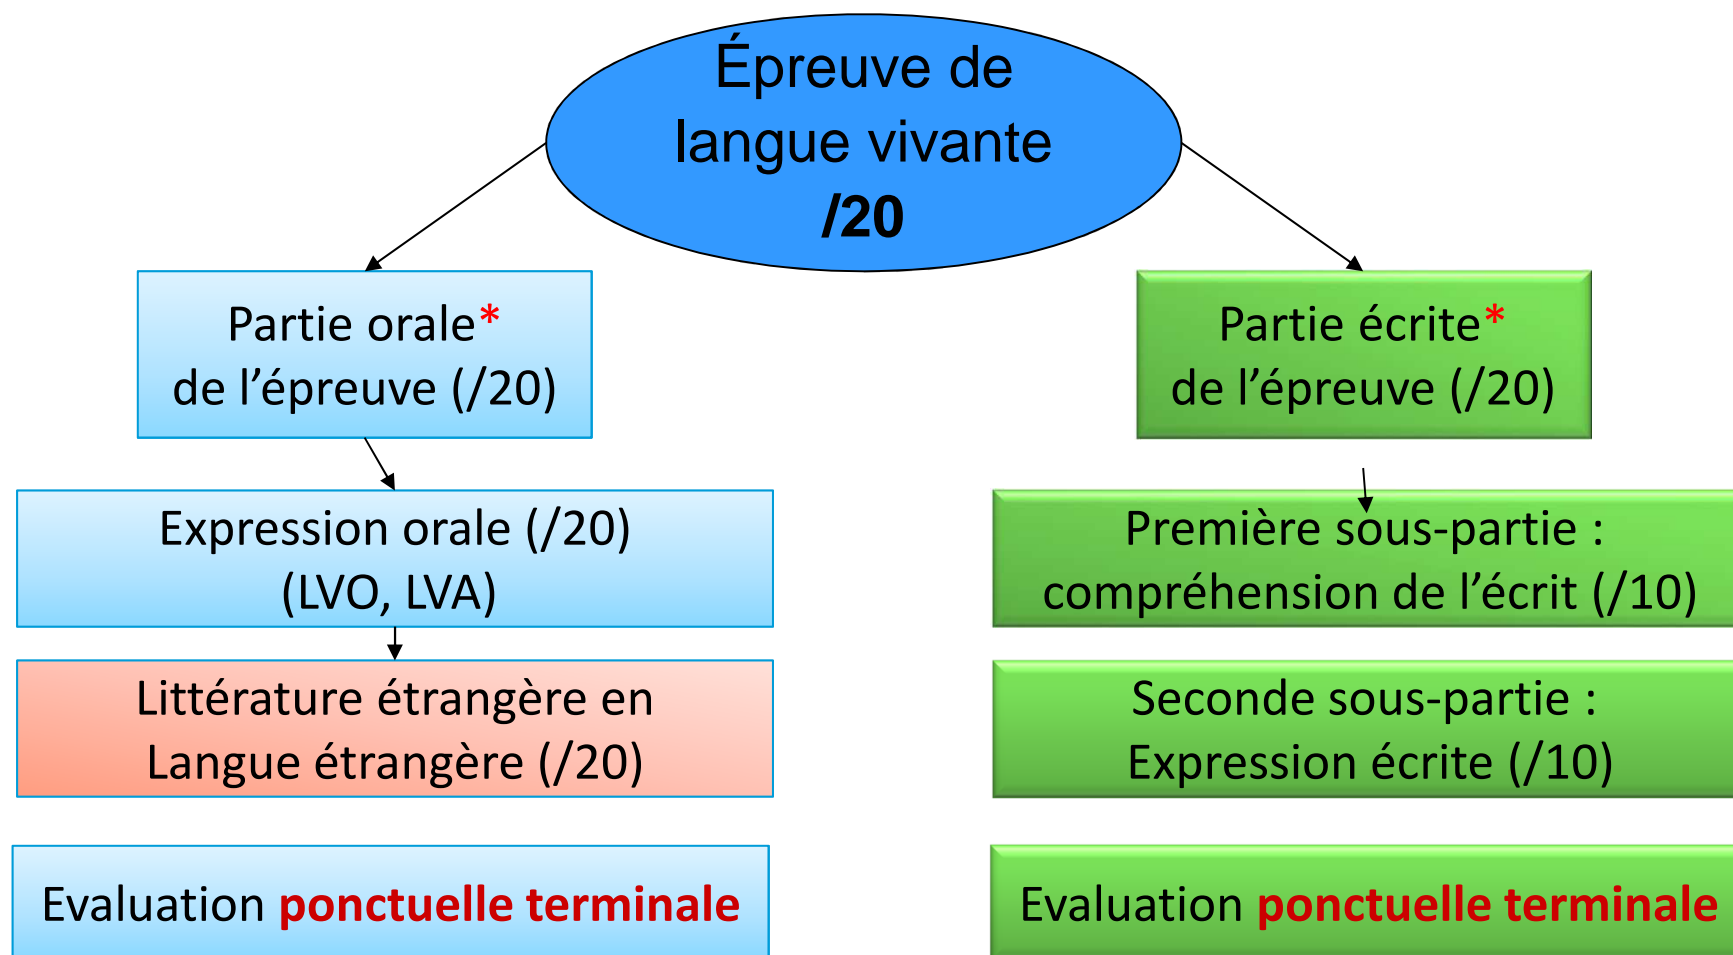 Épreuve de
langue vivante
/20
Partie orale*
de l’épreuve (/20)
Expression orale (/20)
(LVO, LVA)
Littérature étrangère en
Langue étrangère (/20)
Evaluation ponctuelle terminale
Partie écrite*
de l’épreuve (/20)
Première sous-partie :
compréhension de l’écrit (/10)
Seconde sous-partie :
Expression écrite (/10)
Evaluation ponctuelle terminale